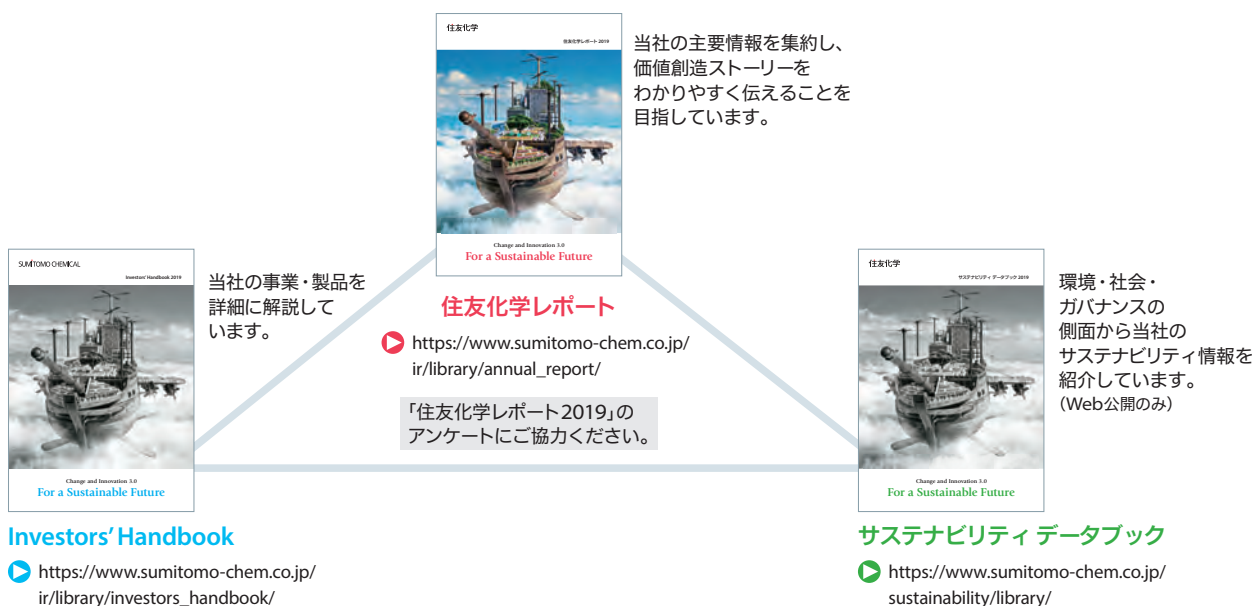 住友化学
住友化学レポート 2019
Change and Innovation 3.0
For a Sustainable Future
当社の主要情報を集約し、
価値創造ストーリーを
わかりやすく伝えることを
目指しています。
住友化学レポート
https://www.sumitomo-chem.co.jp/
ir/library/annual_report/
「住友化学レポート2019」の
アンケートにご協力ください。
SUMITOMO CHEMICAL
Investors' Handbook 2019
Change and Innovation 3.0
For a Sustainable Future
当社の事業・製品を
詳細に解説して
います。
Investors' Handbook
https://www.sumitomo-chem.co.jp/
ir/library/investors_handbook/
住友化学
サステナビリティ データブック 2019
Change and Innovation 3.0
For a Sustainable Future
環境・社会・
ガバナンスの
側面から当社の
サステナビリティ情報を
紹介しています。
(Web公開のみ)
サステナビリティ データブック
https://www.sumitomo-chem.co.jp/
sustainability/library/